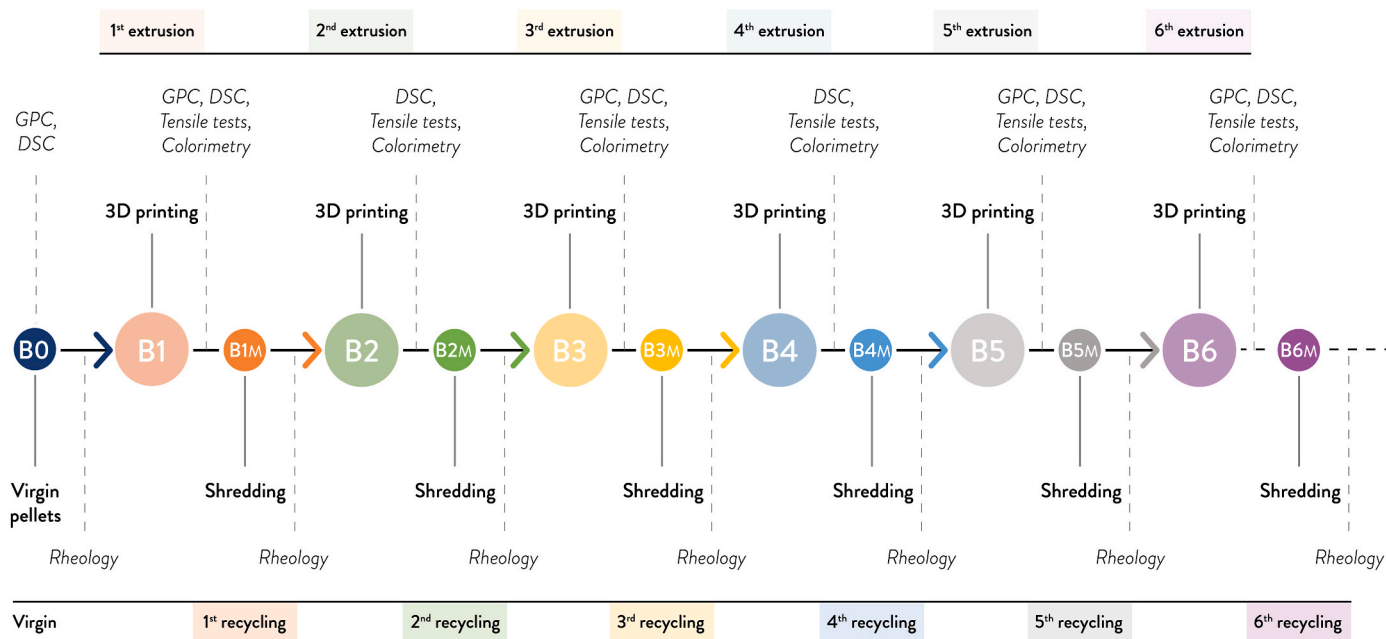 1st extrusion
2nd extrusion
3rd extrusion
4th extrusion
5th extrusion
6th extrusion
GPC,
DSC
GPC, DSC,
Tensile tests,
Colorimetry
DSC,
Tensile tests,
Colorimetry
GPC, DSC,
Tensile tests,
Colorimetry
DSC,
Tensile tests,
Colorimetry
GPC, DSC,
Tensile tests,
Colorimetry
GPC, DSC,
Tensile tests,
Colorimetry
3D printing
3D printing
3D printing
3D printing
3D printing
3D printing
B0
B1
B1M
B2
B2M
B3
B3M
B4
B4M
B5
B5M
B6
B6M
Virgin
pellets
Shredding
Shredding
Shredding
Shredding
Shredding
Shredding
Rheology
Rheology
Rheology
Rheology
Rheology
Rheology
Rheology
Virgin
1st recycling
2nd recycling
3rd recycling
4th recycling
5th recycling
6th recycling